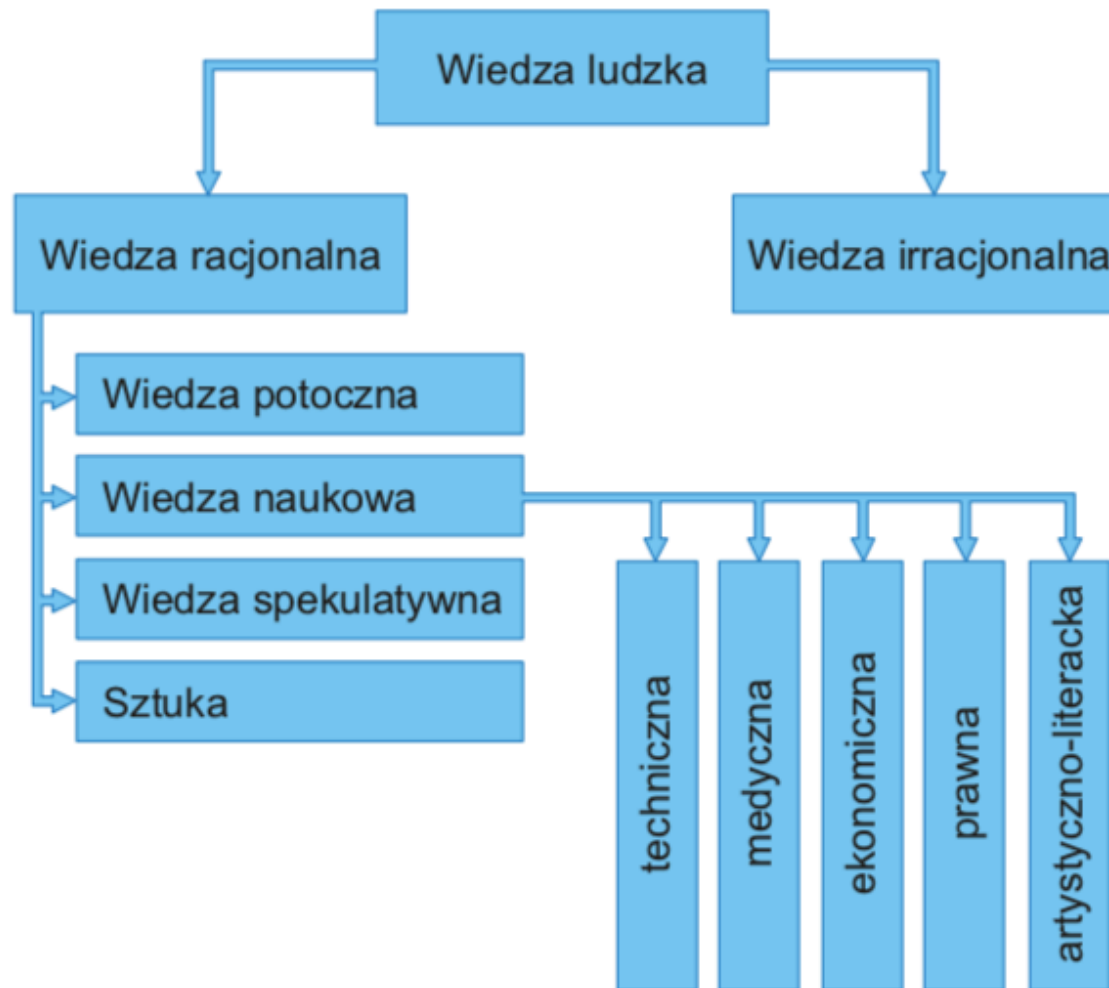 Wiedza ludzka
Wiedza racjonalna
Wiedza irracjonalna
Wiedza potoczna
Wiedza naukowa
Wiedza spekulatywna
Sztuka
techniczna
medyczna
ekonomiczna
prawna
artystyczno-literacka